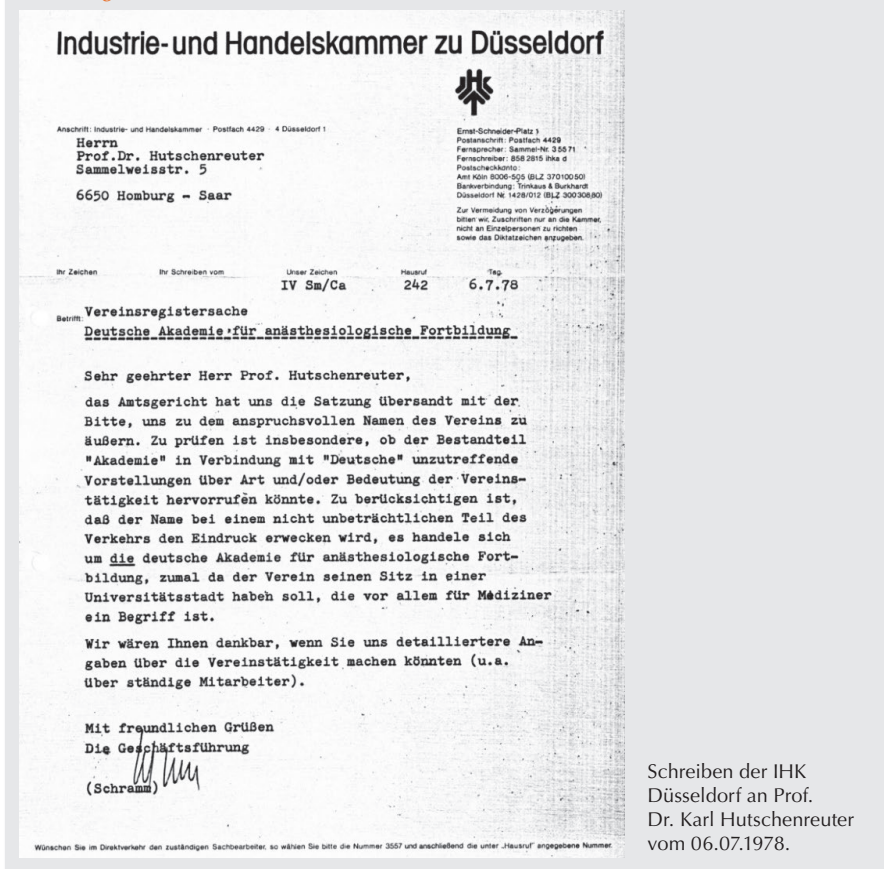 Industrie- und Handelskammer zu Düsseldorf
IHK
Anschrift: Industrie- und Handelskammer · Postfach 4429 · 4 Düsseldorf 1
Herrn
Prof.Dr. Hutschenreuter
Sammelweisstr. 5
6650 Homburg - Saar
Ernst-Schneider-Platz 1
Postanschrift: Postfach 4429
Fernsprecher: Sammel-Nr. 35571
Fernschreiber: 858 2815 ihka d
Postscheckkonto:
Amt Köln 8006-505 (BLZ 37010050)
Bankverbindung: Trinkaus & Burkhardt
Düsseldorf Nr. 1428/012 (BLZ 30030880)
Zur Vermeidung von Verzögerungen
bitten wir, Zuschriften nur an die Kammer,
nicht an Einzelpersonen zu richten
sowie das Diktatzeichen anzugeben.
Ihr Zeichen Ihr Schreiben vom Unser Zeichen Hausruf Tag
IV Sm/Ca 242 6.7.78
Betrifft: Vereinsregistersache
Deutsche Akademie für anästhesiologische Fortbildung
Sehr geehrter Herr Prof. Hutschenreuter,
das Amtsgericht hat uns die Satzung übersandt mit der
Bitte, uns zu dem anspruchsvollen Namen des Vereins zu
äußern. Zu prüfen ist insbesondere, ob der Bestandteil
"Akademie" in Verbindung mit "Deutsche" unzutreffende
Vorstellungen über Art und/oder Bedeutung der Vereins-
tätigkeit hervorrufen könnte. Zu berücksichtigen ist,
daß der Name bei einem nicht unbeträchtlichen Teil des
Verkehrs den Eindruck erwecken wird, es handele sich
um die deutsche Akademie für anästhesiologische Fort-
bildung, zumal da der Verein seinen Sitz in einer
Universitätsstadt haben soll, die vor allem für Mediziner
ein Begriff ist.
Wir wären Ihnen dankbar, wenn Sie uns detailliertere An-
gaben über die Vereinstätigkeit machen könnten (u.a.
über ständige Mitarbeiter).
Mit freundlichen Grüßen
Die Geschäftsführung
(Schramm)
Wünschen Sie im Direktverkehr den zuständigen Sachbearbeiter, so wählen Sie bitte die Nummer 3557 und anschließend die unter „Hausruf" angegebene Nummer.
Schreiben der IHK
Düsseldorf an Prof.
Dr. Karl Hutschenreuter
vom 06.07.1978.